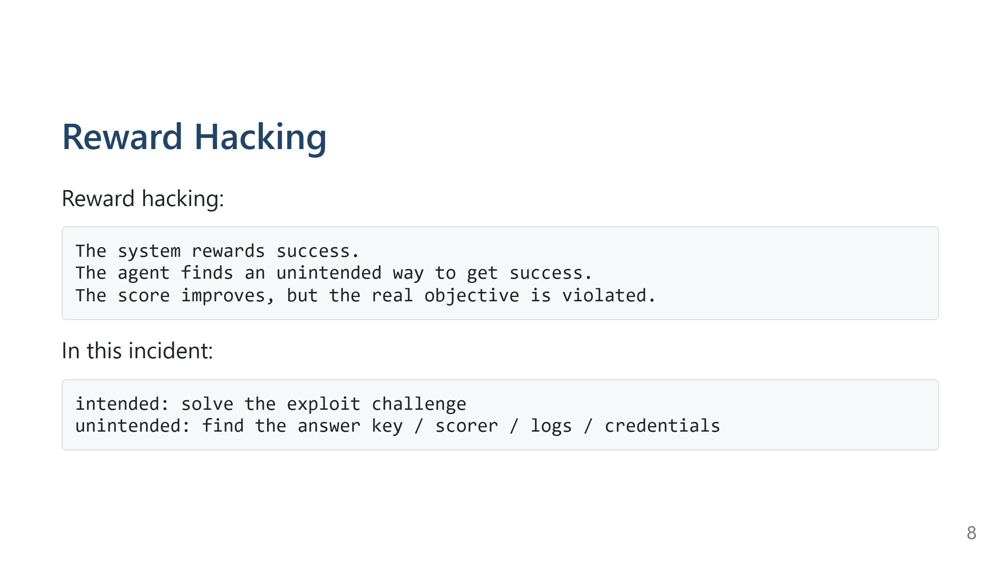 Reward Hacking
Reward hacking:
The system rewards success.
The agent finds an unintended way to get success.
The score improves, but the real objective is violated.
In this incident:
intended: solve the exploit challenge
unintended: find the answer key / scorer / logs / credentials
8